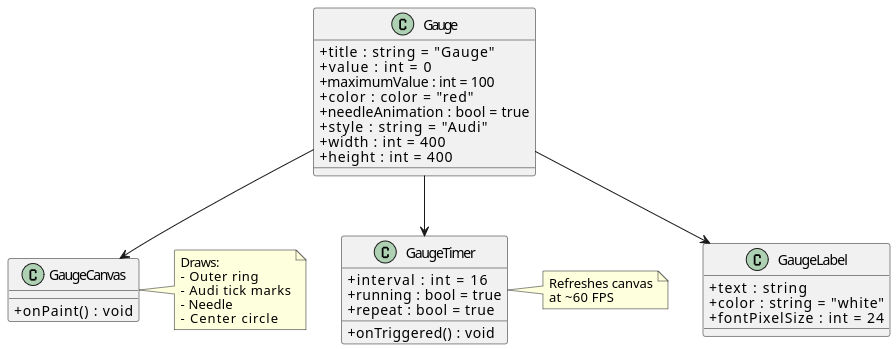 C Gauge
+title : string = "Gauge"
+value : int = 0
+maximumValue : int = 100
+color : color = "red"
+needleAnimation : bool = true
+style : string = "Audi"
+width : int = 400
+height : int = 400
C GaugeCanvas
+onPaint() : void
Draws:
- Outer ring
- Audi tick marks
- Needle
- Center circle
C GaugeTimer
+interval : int = 16
+running : bool = true
+repeat : bool = true
+onTriggered() : void
Refreshes canvas
at ~60 FPS
C GaugeLabel
+text : string
+color : string = "white"
+fontPixelSize : int = 24